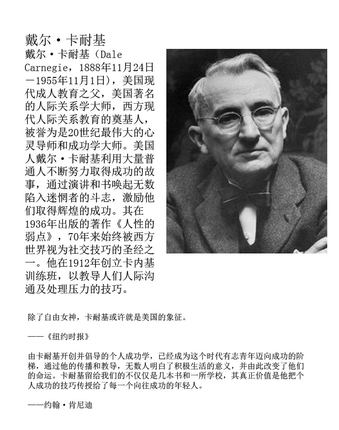 戴尔·卡耐基
戴尔·卡耐基（Dale
Carnegie，1888年11月24日
－1955年11月1日），美国现
代成人教育之父，美国著名
的人际关系学大师，西方现
代人际关系教育的奠基人，
被誉为是20世纪最伟大的心
灵导师和成功学大师。美国
人戴尔·卡耐基利用大量普
通人不断努力取得成功的故
事，通过演讲和书唤起无数
陷入迷惘者的斗志，激励他
们取得辉煌的成功。其在
1936年出版的著作《人性的
弱点》，70年来始终被西方
世界视为社交技巧的圣经之
一。他在1912年创立卡内基
训练班，以教导人们人际沟
通及处理压力的技巧。
除了自由女神，卡耐基或许就是美国的象征。
——《纽约时报》
由卡耐基开创并倡导的个人成功学，已经成为这个时代有志青年迈向成功的阶
梯，通过他的传播和教导，无数人明白了积极生活的意义，并由此改变了他们
的命运。卡耐基留给我们的不仅仅是几本书和一所学校，其真正价值是他把个
人成功的技巧传授给了每一个向往成功的年轻人。
——约翰·肯尼迪